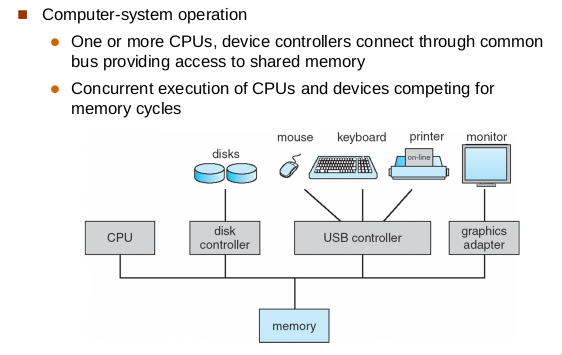 Computer-system operation
One or more CPUs, device controllers connect through common
bus providing access to shared memory
Concurrent execution of CPUs and devices competing for
memory cycles
mouse keyboard printer monitor
disks
on-line
CPU
disk
controller
USB controller
graphics
adapter
memory